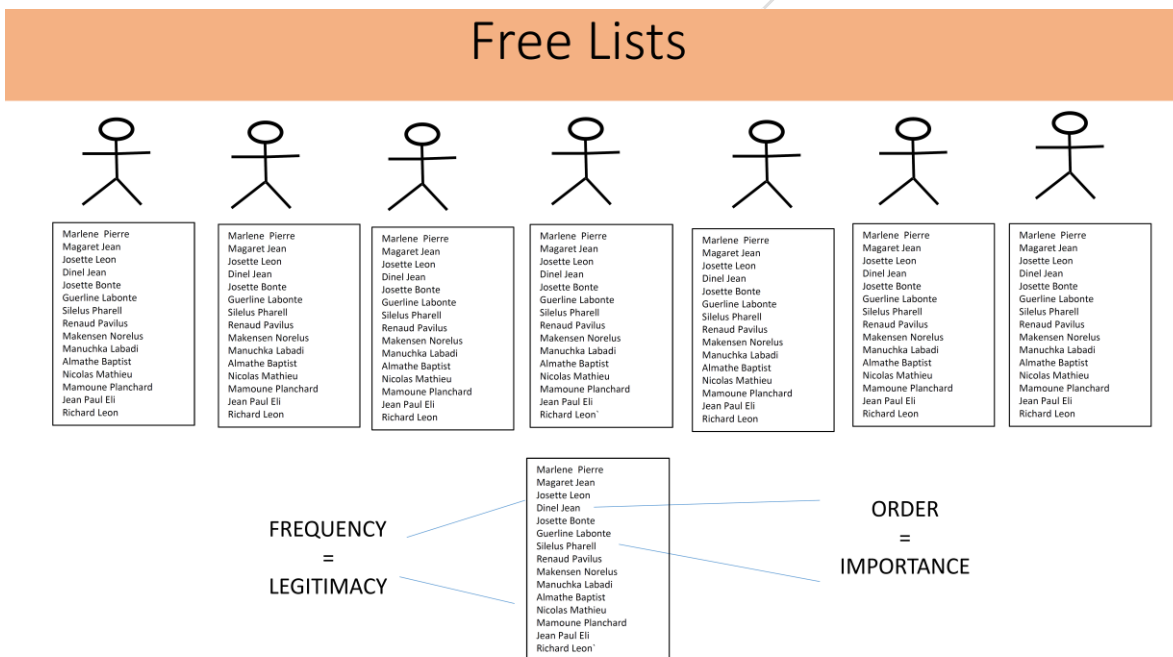 Free Lists
Marlene Pierre
Magaret Jean
Josette Leon
Dinel Jean
Josette Bonte
Guerline Labonte
Silelus Pharell
Renaud Pavilus
Makensen Norelus
Manuchka Labadi
Almathe Baptist
Nicolas Mathieu
Mamoune Planchard
Jean Paul Eli
Richard Leon
Marlene Pierre
Magaret Jean
Josette Leon
Dinel Jean
Josette Bonte
Guerline Labonte
Silelus Pharell
Renaud Pavilus
Makensen Norelus
Manuchka Labadi
Almathe Baptist
Nicolas Mathieu
Mamoune Planchard
Jean Paul Eli
Richard Leon
Marlene Pierre
Magaret Jean
Josette Leon
Dinel Jean
Josette Bonte
Guerline Labonte
Silelus Pharell
Renaud Pavilus
Makensen Norelus
Manuchka Labadi
Almathe Baptist
Nicolas Mathieu
Mamoune Planchard
Jean Paul Eli
Richard Leon
Marlene Pierre
Magaret Jean
Josette Leon
Dinel Jean
Josette Bonte
Guerline Labonte
Silelus Pharell
Renaud Pavilus
Makensen Norelus
Manuchka Labadi
Almathe Baptist
Nicolas Mathieu
Mamoune Planchard
Jean Paul Eli
Richard Leon`
Marlene Pierre
Magaret Jean
Josette Leon
Dinel Jean
Josette Bonte
Guerline Labonte
Silelus Pharell
Renaud Pavilus
Makensen Norelus
Manuchka Labadi
Almathe Baptist
Nicolas Mathieu
Mamoune Planchard
Jean Paul Eli
Richard Leon
Marlene Pierre
Magaret Jean
Josette Leon
Dinel Jean
Josette Bonte
Guerline Labonte
Silelus Pharell
Renaud Pavilus
Makensen Norelus
Manuchka Labadi
Almathe Baptist
Nicolas Mathieu
Mamoune Planchard
Jean Paul Eli
Richard Leon
Marlene Pierre
Magaret Jean
Josette Leon
Dinel Jean
Josette Bonte
Guerline Labonte
Silelus Pharell
Renaud Pavilus
Makensen Norelus
Manuchka Labadi
Almathe Baptist
Nicolas Mathieu
Mamoune Planchard
Jean Paul Eli
Richard Leon
FREQUENCY
=
LEGITIMACY
Marlene Pierre
Magaret Jean
Josette Leon
Dinel Jean
Josette Bonte
Guerline Labonte
Silelus Pharell
Renaud Pavilus
Makensen Norelus
Manuchka Labadi
Almathe Baptist
Nicolas Mathieu
Mamoune Planchard
Jean Paul Eli
Richard Leon`
ORDER
=
IMPORTANCE